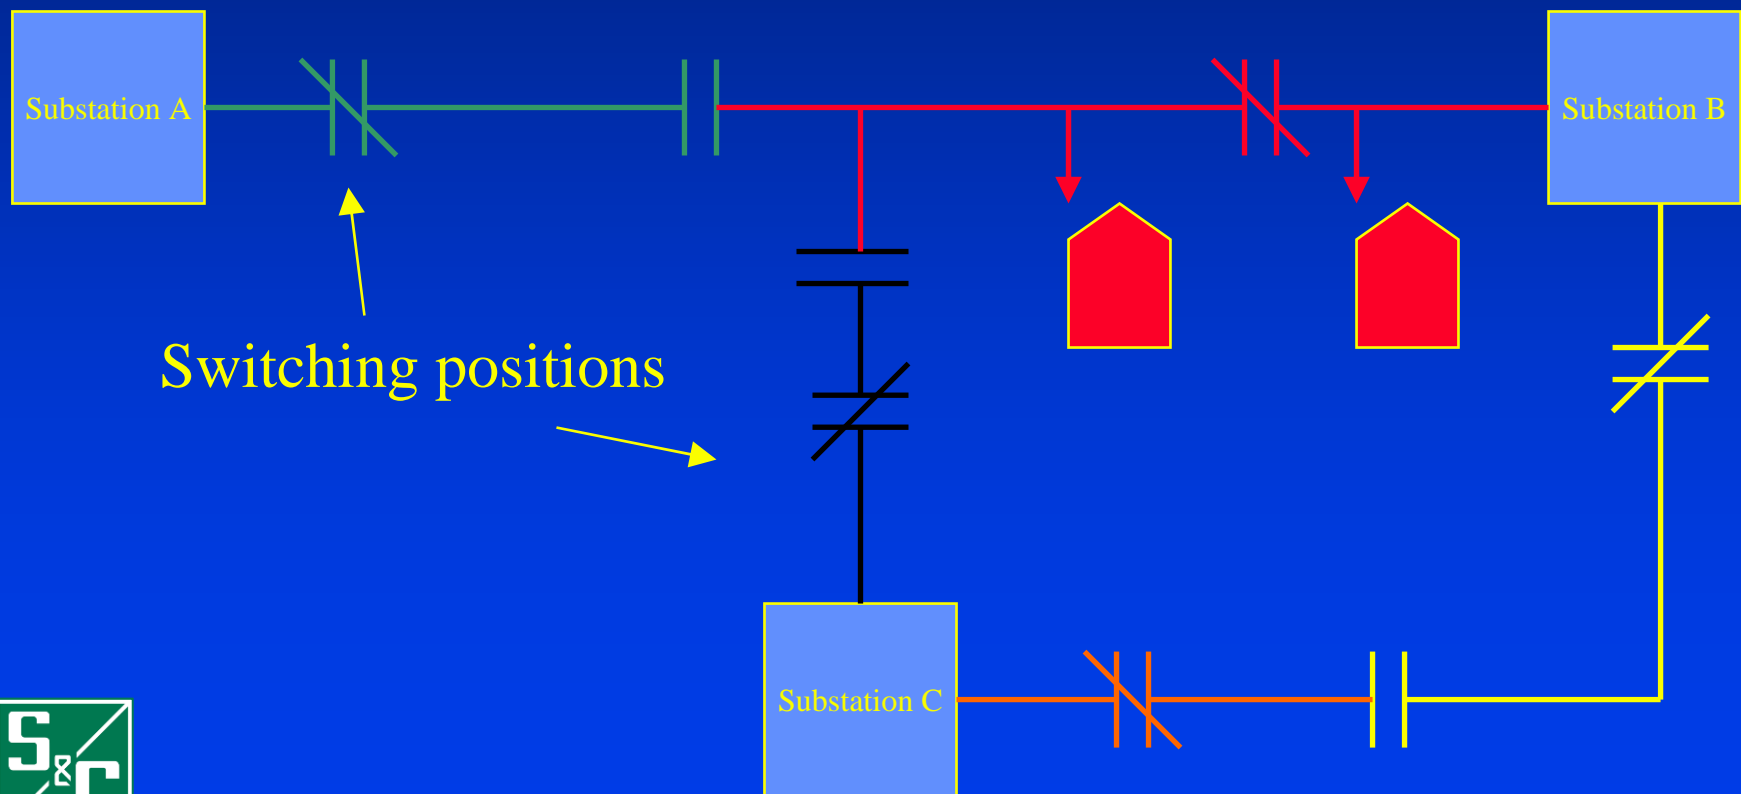 Substation A
Substation B
Switching positions
Substation C
S&C